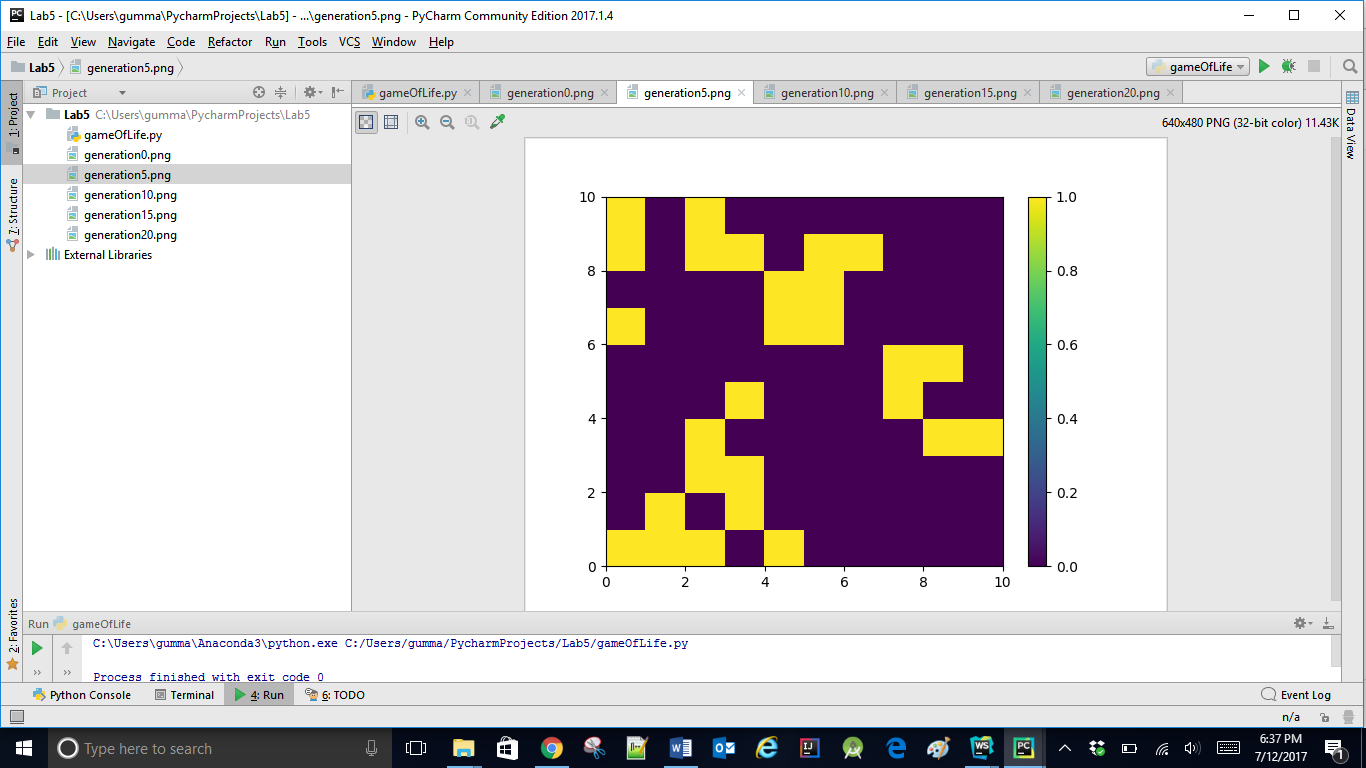 Lab5 - [C:\Users\gumma\PycharmProjects\Lab5] - ...\generation5.png - PyCharm Community Edition 2017.1.4
File Edit View Navigate Code Refactor Run Tools VCS Window Help
Lab5 generation5.png gameOfLife
Project gameOfLife.py generation0.png generation5.png generation10.png generation15.png generation20.png
640x480 PNG (32-bit color) 11.43K
1: Project
7: Structure
2: Favorites
Data View
Lab5 C:\Users\gumma\PycharmProjects\Lab5
gameOfLife.py
generation0.png
generation5.png
generation10.png
generation15.png
generation20.png
External Libraries
10
8
6
4
2
0
0 2 4 6 8 10
1.0
0.8
0.6
0.4
0.2
0.0
Run gameOfLife
C:\Users\gumma\Anaconda3\python.exe C:/Users/gumma/PycharmProjects/Lab5/gameOfLife.py
Process finished with exit code 0
Python Console Terminal 4: Run 6: TODO Event Log
n/a
Type here to search
6:37 PM
7/12/2017
WS
PC
IJ
1